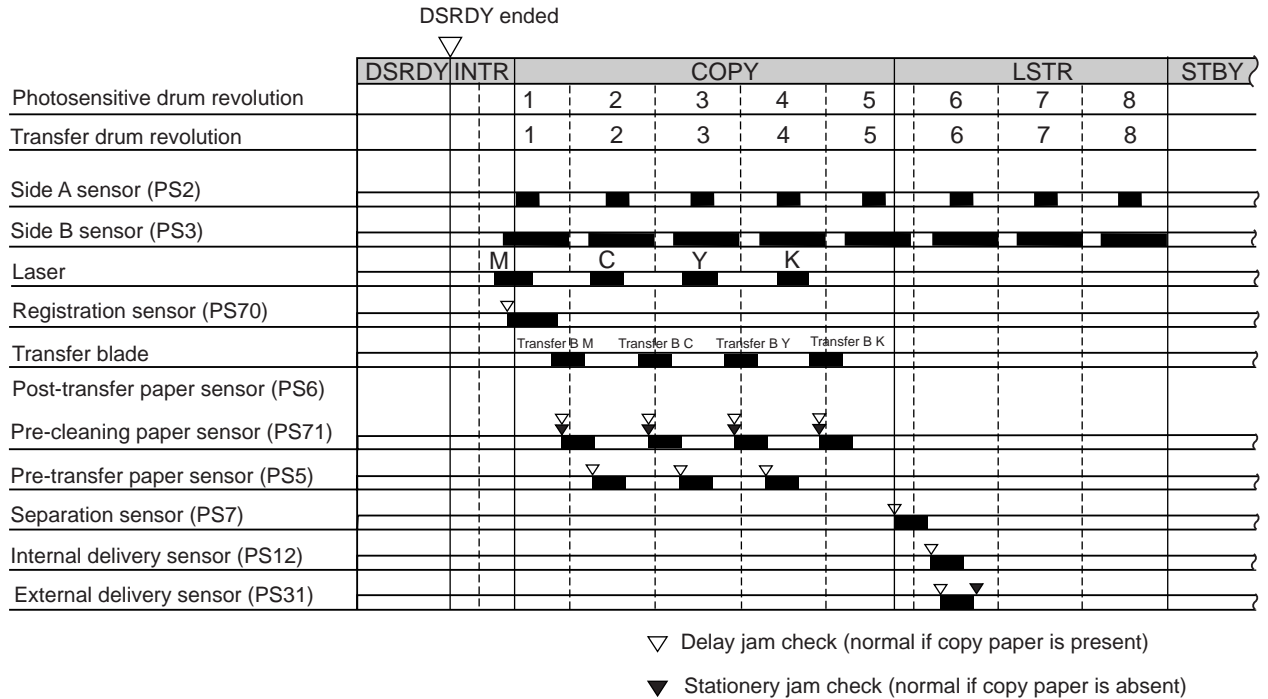 DSRDY ended
DSRDY INTR COPY LSTR STBY
Photosensitive drum revolution 1 2 3 4 5 6 7 8
Transfer drum revolution 1 2 3 4 5 6 7 8
Side A sensor (PS2)
Side B sensor (PS3)
M C Y K
Laser
Registration sensor (PS70)
Transfer B M Transfer B C Transfer B Y Transfer B K
Transfer blade
Post-transfer paper sensor (PS6)
Pre-cleaning paper sensor (PS71)
Pre-transfer paper sensor (PS5)
Separation sensor (PS7)
Internal delivery sensor (PS12)
External delivery sensor (PS31)
Delay jam check (normal if copy paper is present)
Stationery jam check (normal if copy paper is absent)